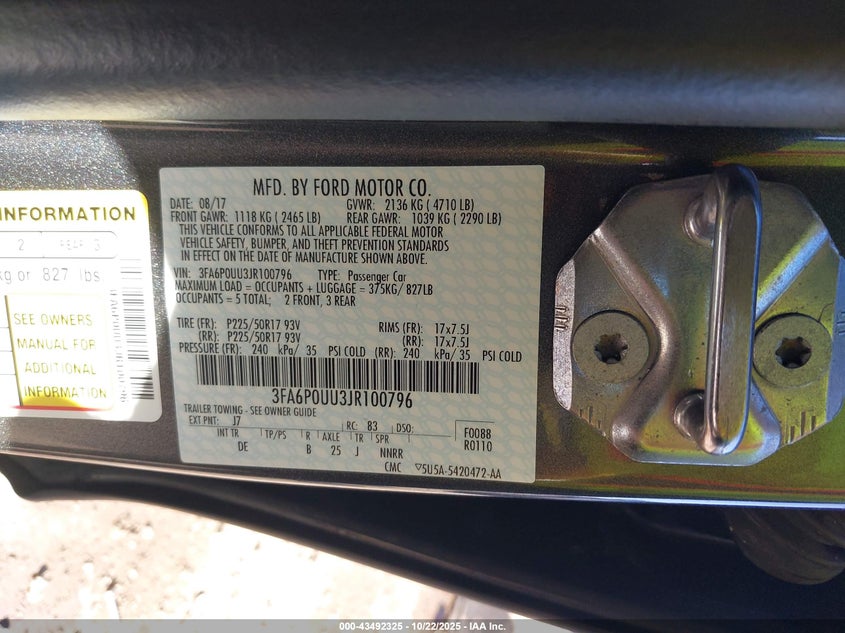 MFD. BY FORD MOTOR CO.
DATE: 08/17 GVWR: 2136 KG ( 4710 LB)
FRONT GAWR: 1118 KG ( 2465 LB) REAR GAWR: 1039 KG ( 2290 LB)
THIS VEHICLE CONFORMS TO ALL APPLICABLE FEDERAL MOTOR
VEHICLE SAFETY, BUMPER, AND THEFT PREVENTION STANDARDS
IN EFFECT ON THE DATE OF MANUFACTURE SHOWN ABOVE.
VIN: 3FA6P0UU3JR100796 TYPE: Passenger Car
MAXIMUM LOAD = OCCUPANTS + LUGGAGE = 375KG/ 827LB
OCCUPANTS = 5 TOTAL; 2 FRONT, 3 REAR
TIRE (FR): P225/50R17 93V RIMS (FR): 17x7.5J
(RR): P225/50R17 93V (RR): 17x7.5J
PRESSURE (FR): 240 kPa/ 35 PSI COLD (RR): 240 kPa/ 35 PSI COLD
3FA6P0UU3JR100796
TRAILER TOWING - SEE OWNER GUIDE
EXT PNT: J7 RC: 83 DSO:
INT TR TP/PS R AXLE TR SPR
DE B 25 J NNRR
F0088
R0110
CMC ▽5U5A-5420472-AA
INFORMATION
2 REAR 3
kg or 827 lbs
SEE OWNERS
MANUAL FOR
ADDITIONAL
INFORMATION
000-43492325 | 10/22/2025 - IAA Inc.